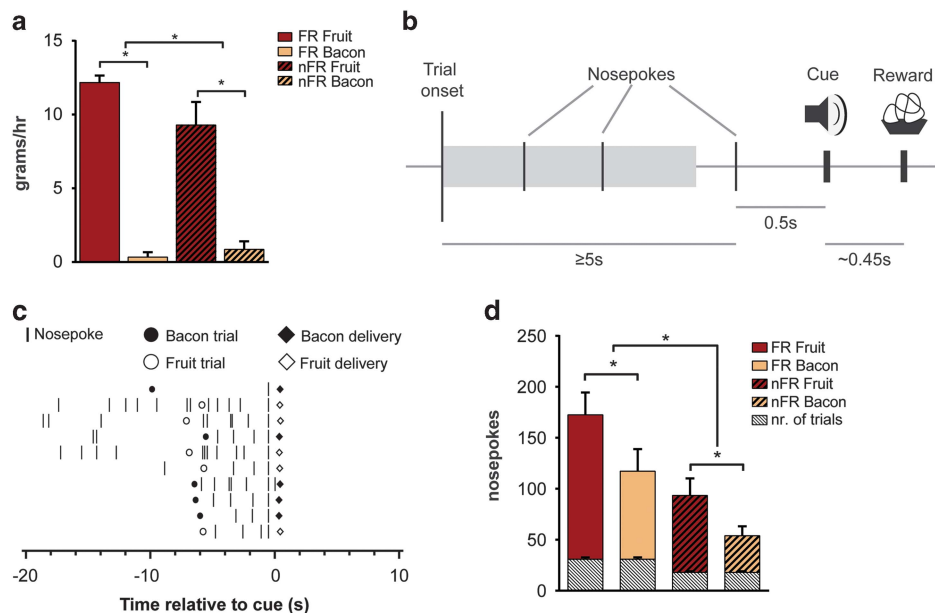 a
15
10
5
0
grams/hr
*
*
*
FR Fruit
FR Bacon
nFR Fruit
nFR Bacon
b
Trial
onset
Nosepokes
Cue
Reward
0.5s
≥5s
~0.45s
c
Nosepoke
Bacon trial
Bacon delivery
Fruit trial
Fruit delivery
-20
-10
0
10
Time relative to cue (s)
d
250
200
150
100
50
0
nosepokes
*
*
*
FR Fruit
FR Bacon
nFR Fruit
nFR Bacon
nr. of trials